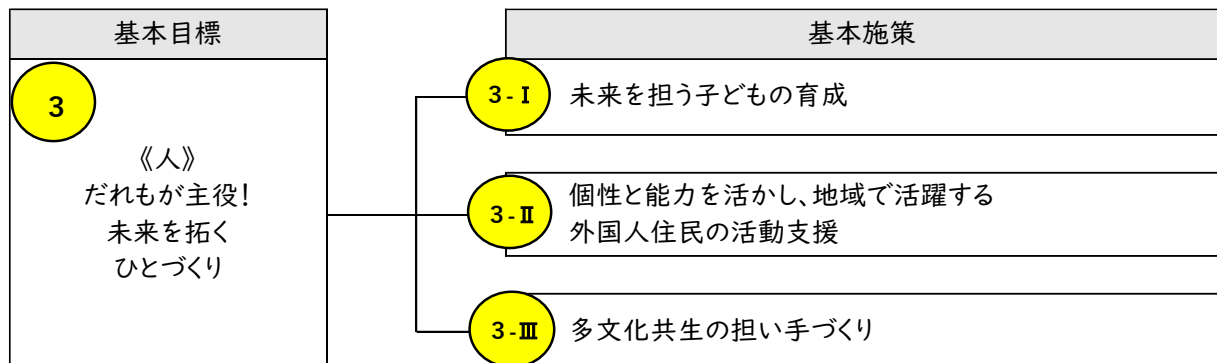 基本目標
3
《人》
だれもが主役！
未来を拓く
ひとづくり
基本施策
3-Ⅰ
未来を担う子どもの育成
3-Ⅱ
個性と能力を活かし、地域で活躍する
外国人住民の活動支援
3-Ⅲ
多文化共生の担い手づくり